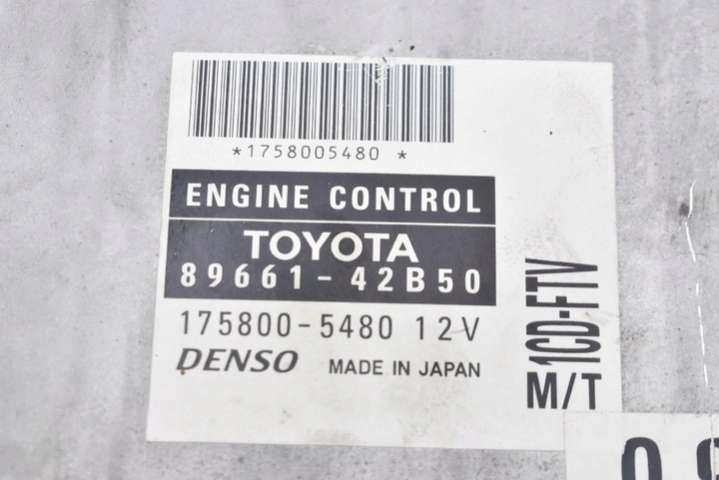 *1758005480 *
ENGINE CONTROL
TOYOTA
89661-42B50
175800-5480 12V
DENSO MADE IN JAPAN
1CD-FTV
M/T